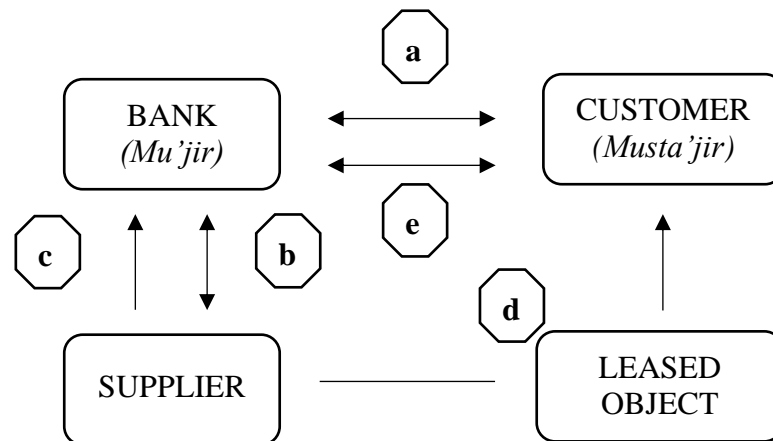 a
BANK
(Mu’jir)
CUSTOMER
(Musta’jir)
c
b
e
d
SUPPLIER
LEASED
OBJECT